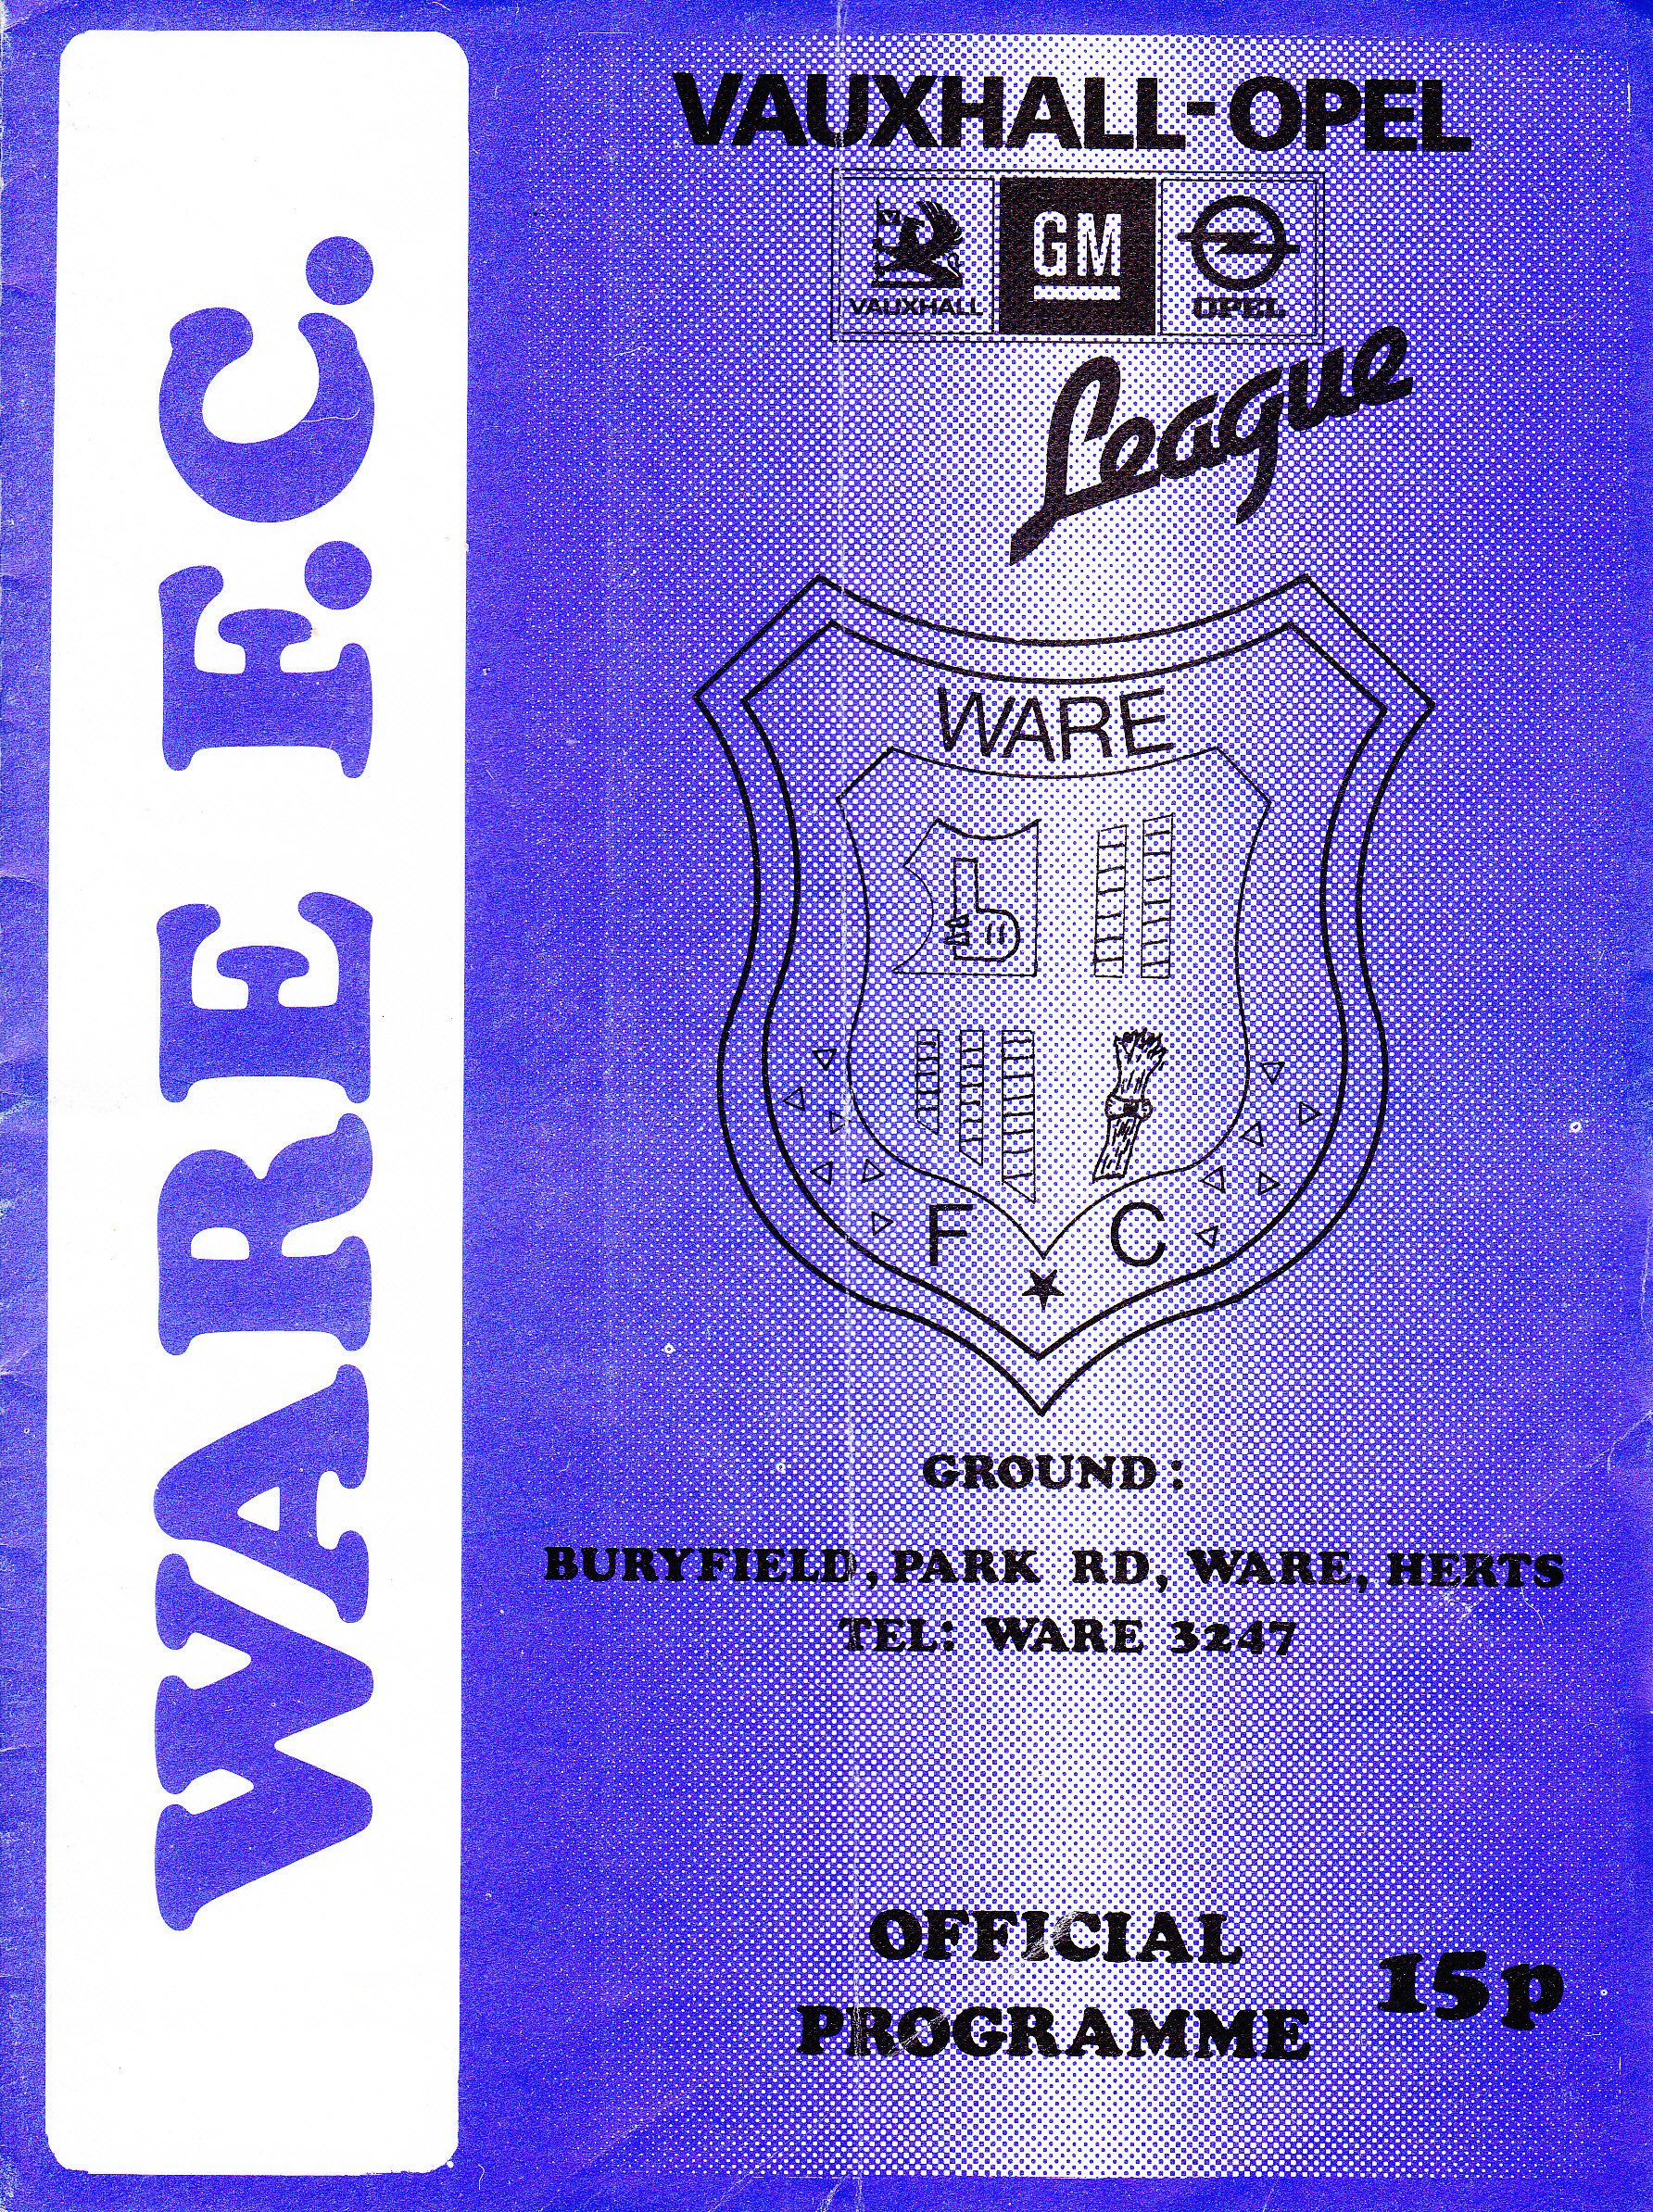 WARE F.C.
VAUXHALL-OPEL
VAUXHALL
GM
OPEL
League
WARE
F C
GROUND:
BURYFIELD, PARK RD, WARE, HERTS
TEL: WARE 3247
OFFICIAL
PROGRAMME
15p